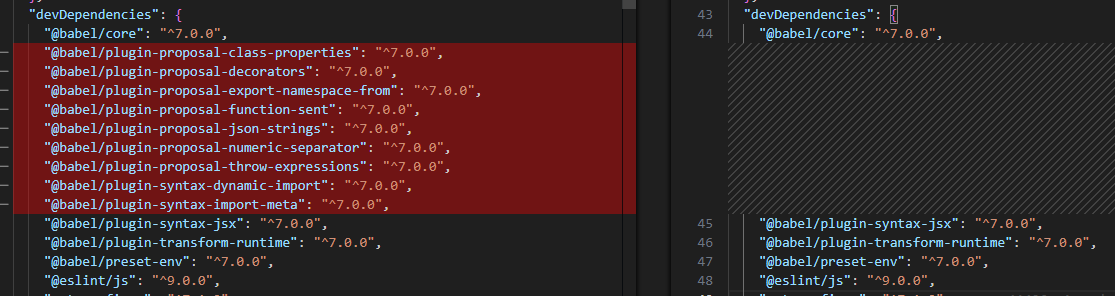 "devDependencies": {
"@babel/core": "^7.0.0",
"@babel/plugin-proposal-class-properties": "^7.0.0",
"@babel/plugin-proposal-decorators": "^7.0.0",
"@babel/plugin-proposal-export-namespace-from": "^7.0.0",
"@babel/plugin-proposal-function-sent": "^7.0.0",
"@babel/plugin-proposal-json-strings": "^7.0.0",
"@babel/plugin-proposal-numeric-separator": "^7.0.0",
"@babel/plugin-proposal-throw-expressions": "^7.0.0",
"@babel/plugin-syntax-dynamic-import": "^7.0.0",
"@babel/plugin-syntax-import-meta": "^7.0.0",
"@babel/plugin-syntax-jsx": "^7.0.0",
"@babel/plugin-transform-runtime": "^7.0.0",
"@babel/preset-env": "^7.0.0",
"@eslint/js": "^9.0.0",
43 "devDependencies": {
44 "@babel/core": "^7.0.0",
45 "@babel/plugin-syntax-jsx": "^7.0.0",
46 "@babel/plugin-transform-runtime": "^7.0.0",
47 "@babel/preset-env": "^7.0.0",
48 "@eslint/js": "^9.0.0",